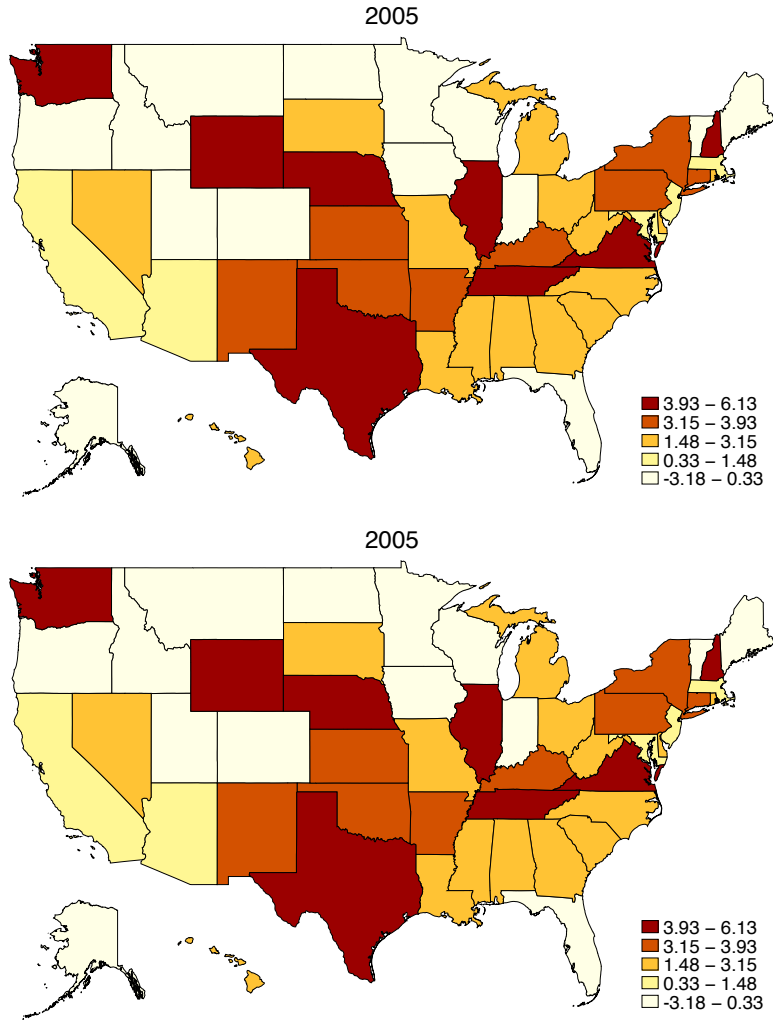 2005
3.93 – 6.13
3.15 – 3.93
1.48 – 3.15
0.33 – 1.48
-3.18 – 0.33
2005
3.93 – 6.13
3.15 – 3.93
1.48 – 3.15
0.33 – 1.48
-3.18 – 0.33